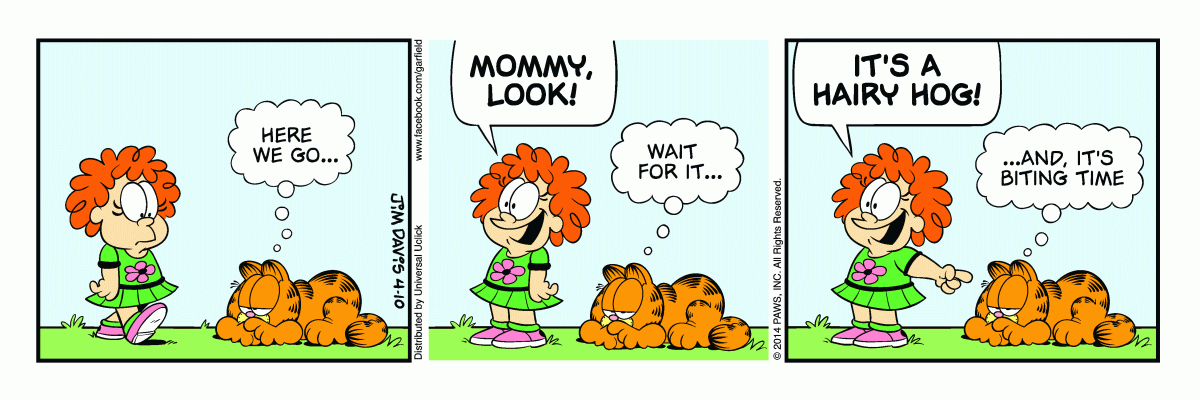 HERE
WE GO...
JIM DAVIS 4-10
www.facebook.com/garfield
Distributed by Universal Uclick
MOMMY,
LOOK!
WAIT
FOR IT...
© 2014 PAWS, INC. All Rights Reserved.
IT'S A
HAIRY HOG!
...AND, IT'S
BITING TIME